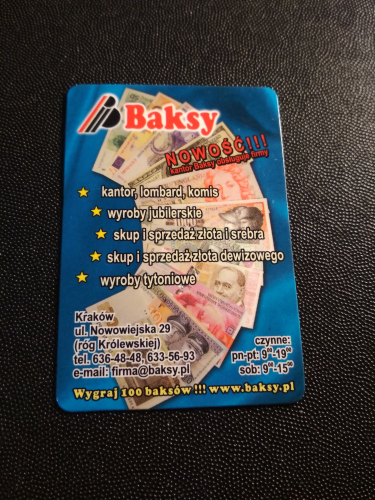 Baksy
NOWOŚĆ!!!
kantor Baksy obsługuje firmy
kantor, lombard, komis
wyroby jubilerskie
skup i sprzedaż złota i srebra
skup i sprzedaż złota dewizowego
wyroby tytoniowe
Kraków
ul. Nowowiejska 29
(róg Królewskiej)
tel. 636-48-48, 633-56-93
e-mail: firma@baksy.pl
czynne:
pn-pt: 9⁰⁰-19⁰⁰
sob: 9⁰⁰-15⁰⁰
Wygraj 100 baksów !!! www.baksy.pl